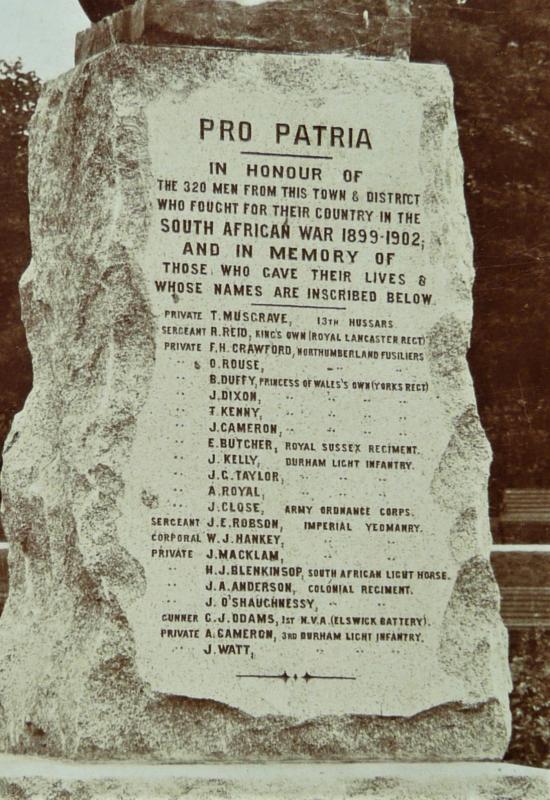 PRO PATRIA
IN HONOUR OF
THE 320 MEN FROM THIS TOWN & DISTRICT
WHO FOUGHT FOR THEIR COUNTRY IN THE
SOUTH AFRICAN WAR 1899-1902,
AND IN MEMORY OF
THOSE WHO GAVE THEIR LIVES &
WHOSE NAMES ARE INSCRIBED BELOW.
PRIVATE T. MUSGRAVE, 13TH HUSSARS
SERGEANT R. REID, KING'S OWN (ROYAL LANCASTER REGT)
PRIVATE F.H. CRAWFORD, NORTHUMBERLAND FUSILIERS
" O. ROUSE, " "
" B. DUFFY, PRINCESS OF WALES'S OWN (YORKS REGT)
" J. DIXON, " " "
" T. KENNY, " " "
" J. CAMERON, " " "
" E. BUTCHER, ROYAL SUSSEX REGIMENT.
" J. KELLY, DURHAM LIGHT INFANTRY.
" J.G. TAYLOR, " " "
" A. ROYAL, " " "
" J. CLOSE, ARMY ORDNANCE CORPS.
SERGEANT J.E. ROBSON, IMPERIAL YEOMANRY.
CORPORAL W.J. HANKEY, " "
PRIVATE J. MACKLAM, " "
" H.J. BLENKINSOP, SOUTH AFRICAN LIGHT HORSE.
" J.A. ANDERSON, COLONIAL REGIMENT.
" J. O'SHAUGHNESSY, " "
GUNNER G.J. ODAMS, 1ST N.V.A. (ELSWICK BATTERY).
PRIVATE A. CAMERON, 3RD DURHAM LIGHT INFANTRY.
" J. WATT, " " "